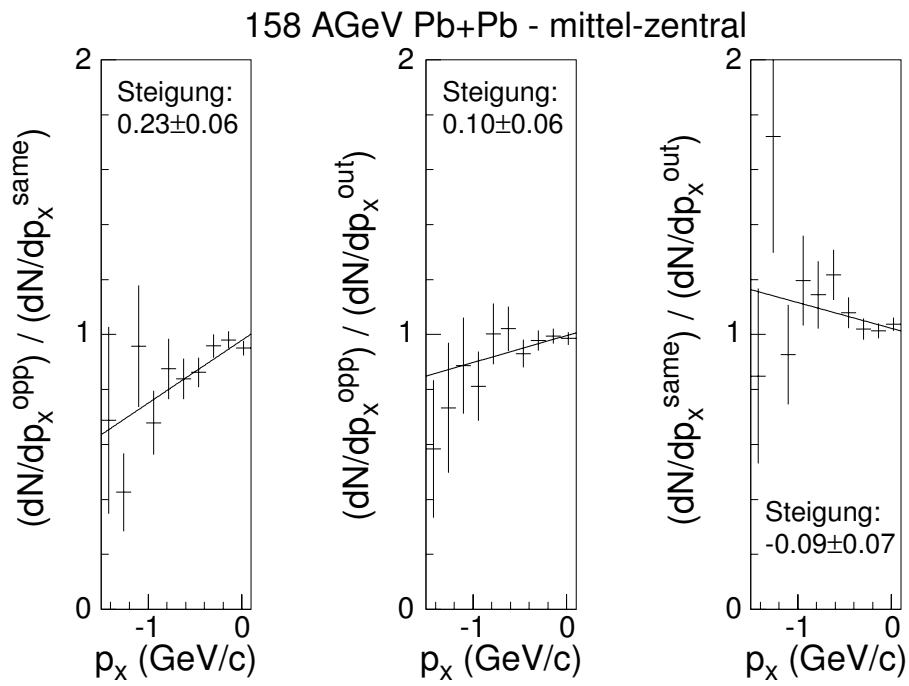 158 AGeV Pb+Pb - mittel-zentral
(dN/dp_x^opp) / (dN/dp_x^same)
2
1
0
Steigung:
0.23±0.06
-1
0
p_x (GeV/c)
(dN/dp_x^opp) / (dN/dp_x^out)
2
1
0
Steigung:
0.10±0.06
-1
0
p_x (GeV/c)
(dN/dp_x^same) / (dN/dp_x^out)
2
1
0
Steigung:
-0.09±0.07
-1
0
p_x (GeV/c)